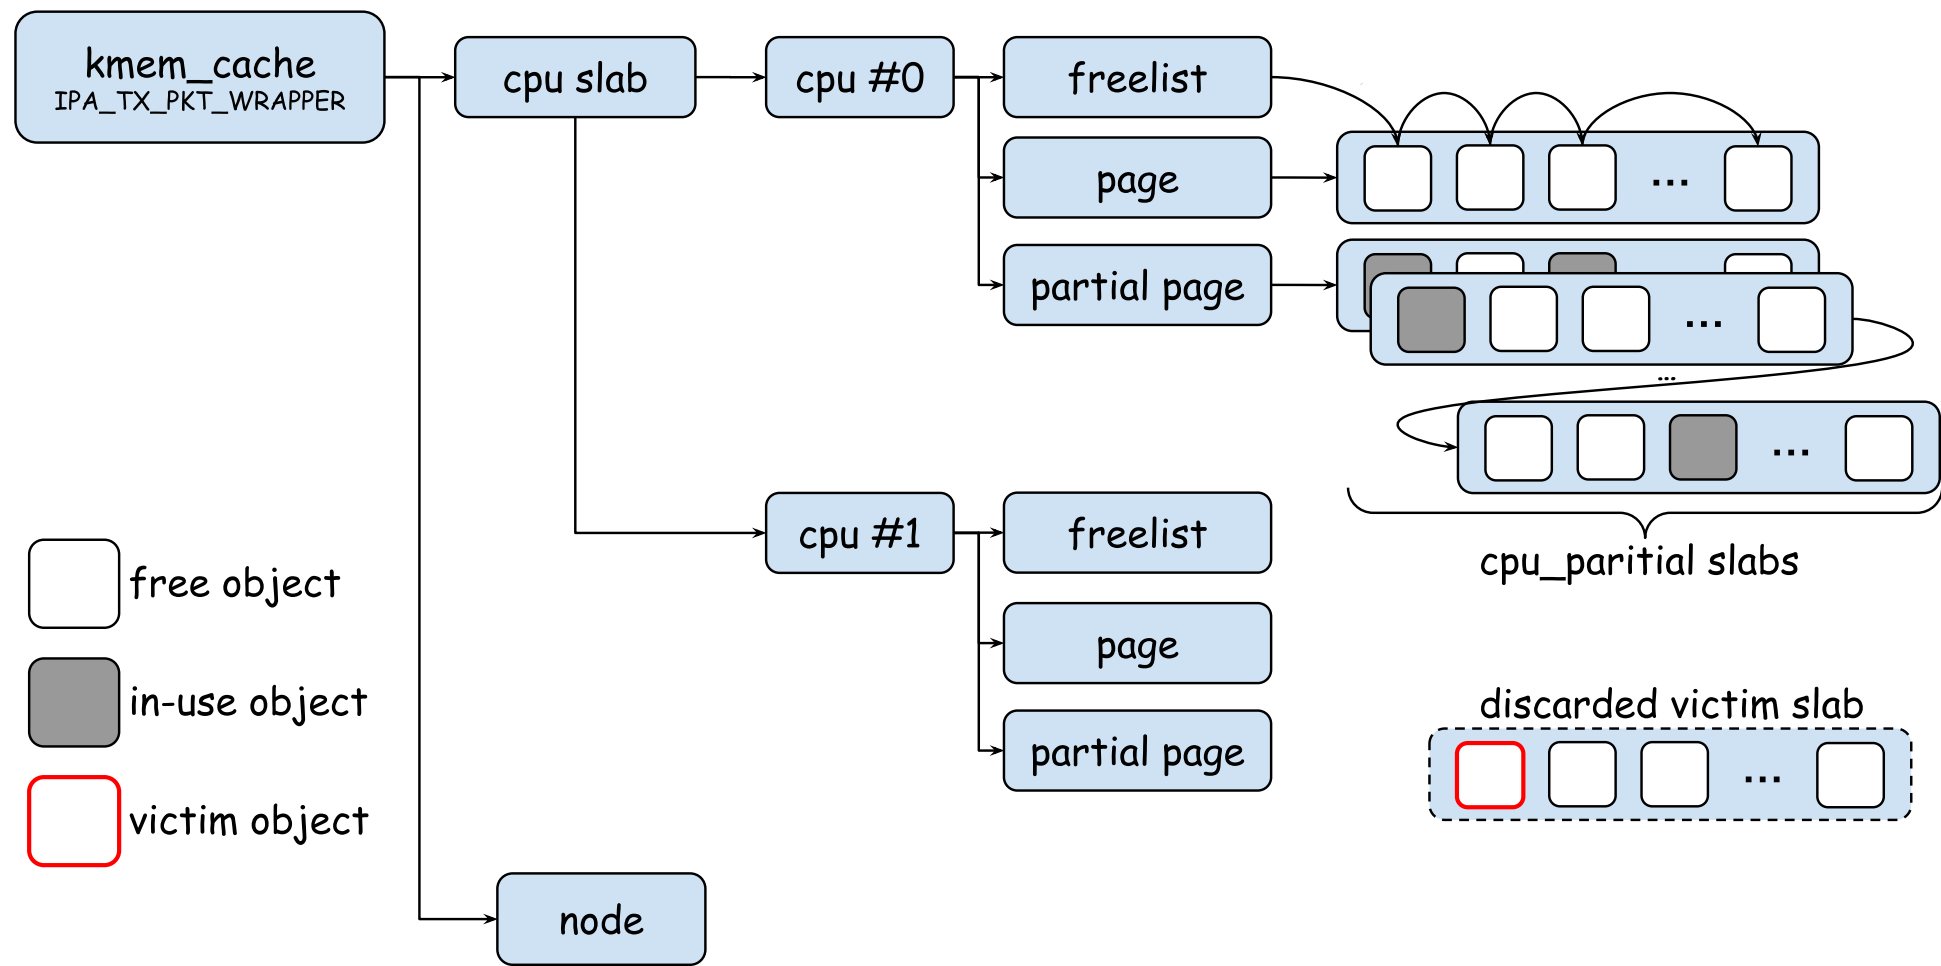 kmem_cache
IPA_TX_PKT_WRAPPER
cpu slab
cpu #0
freelist
page
partial page
...
...
...
...
cpu_paritial slabs
cpu #1
freelist
page
partial page
free object
in-use object
victim object
discarded victim slab
...
node